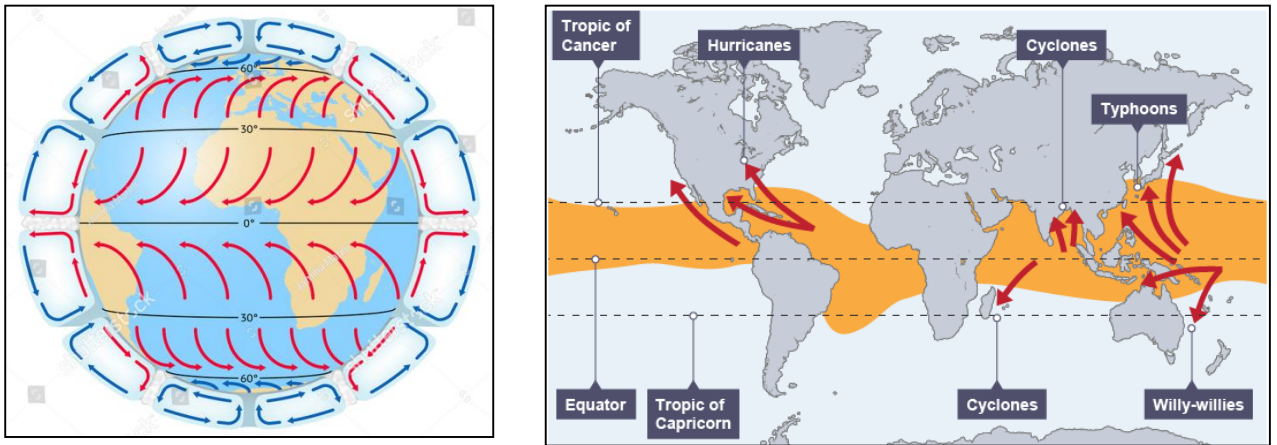 60°
30°
0°
30°
60°
Tropic of
Cancer
Hurricanes
Cyclones
Typhoons
Equator
Tropic of
Capricorn
Cyclones
Willy-willies